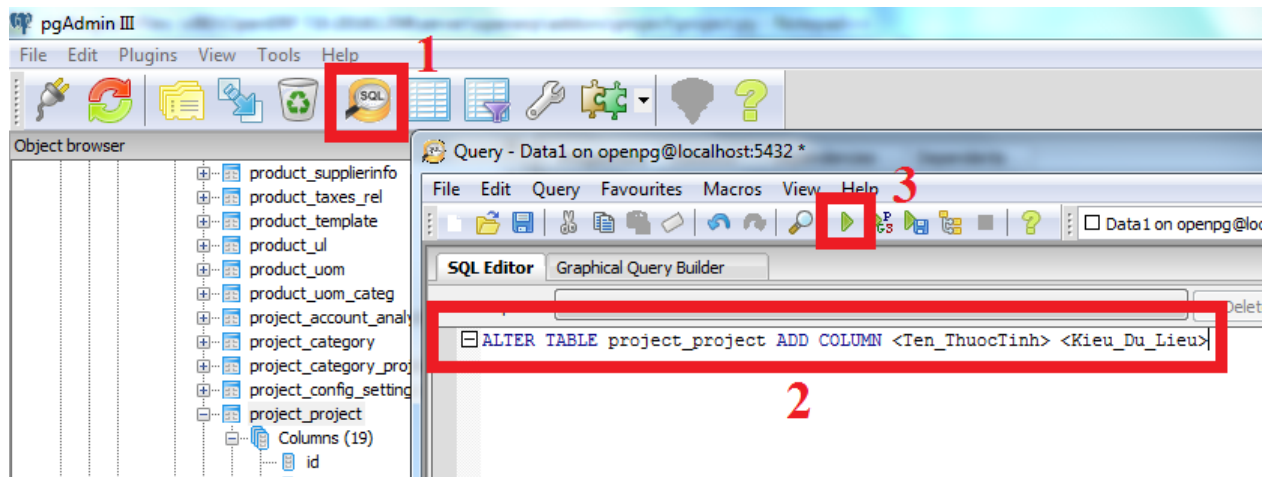 pgAdmin III
File Edit Plugins View Tools Help
1
SQL
Object browser
product_supplierinfo
product_taxes_rel
product_template
product_ul
product_uom
product_uom_categ
project_account_analy
project_category
project_category_proj
project_config_setting
project_project
Columns (19)
id
Query - Data1 on openpg@localhost:5432 *
File Edit Query Favourites Macros View Help
3
Data1 on openpg@loc
SQL Editor Graphical Query Builder
Delet
ALTER TABLE project_project ADD COLUMN <Ten_ThuocTinh> <Kieu_Du_Lieu>
2